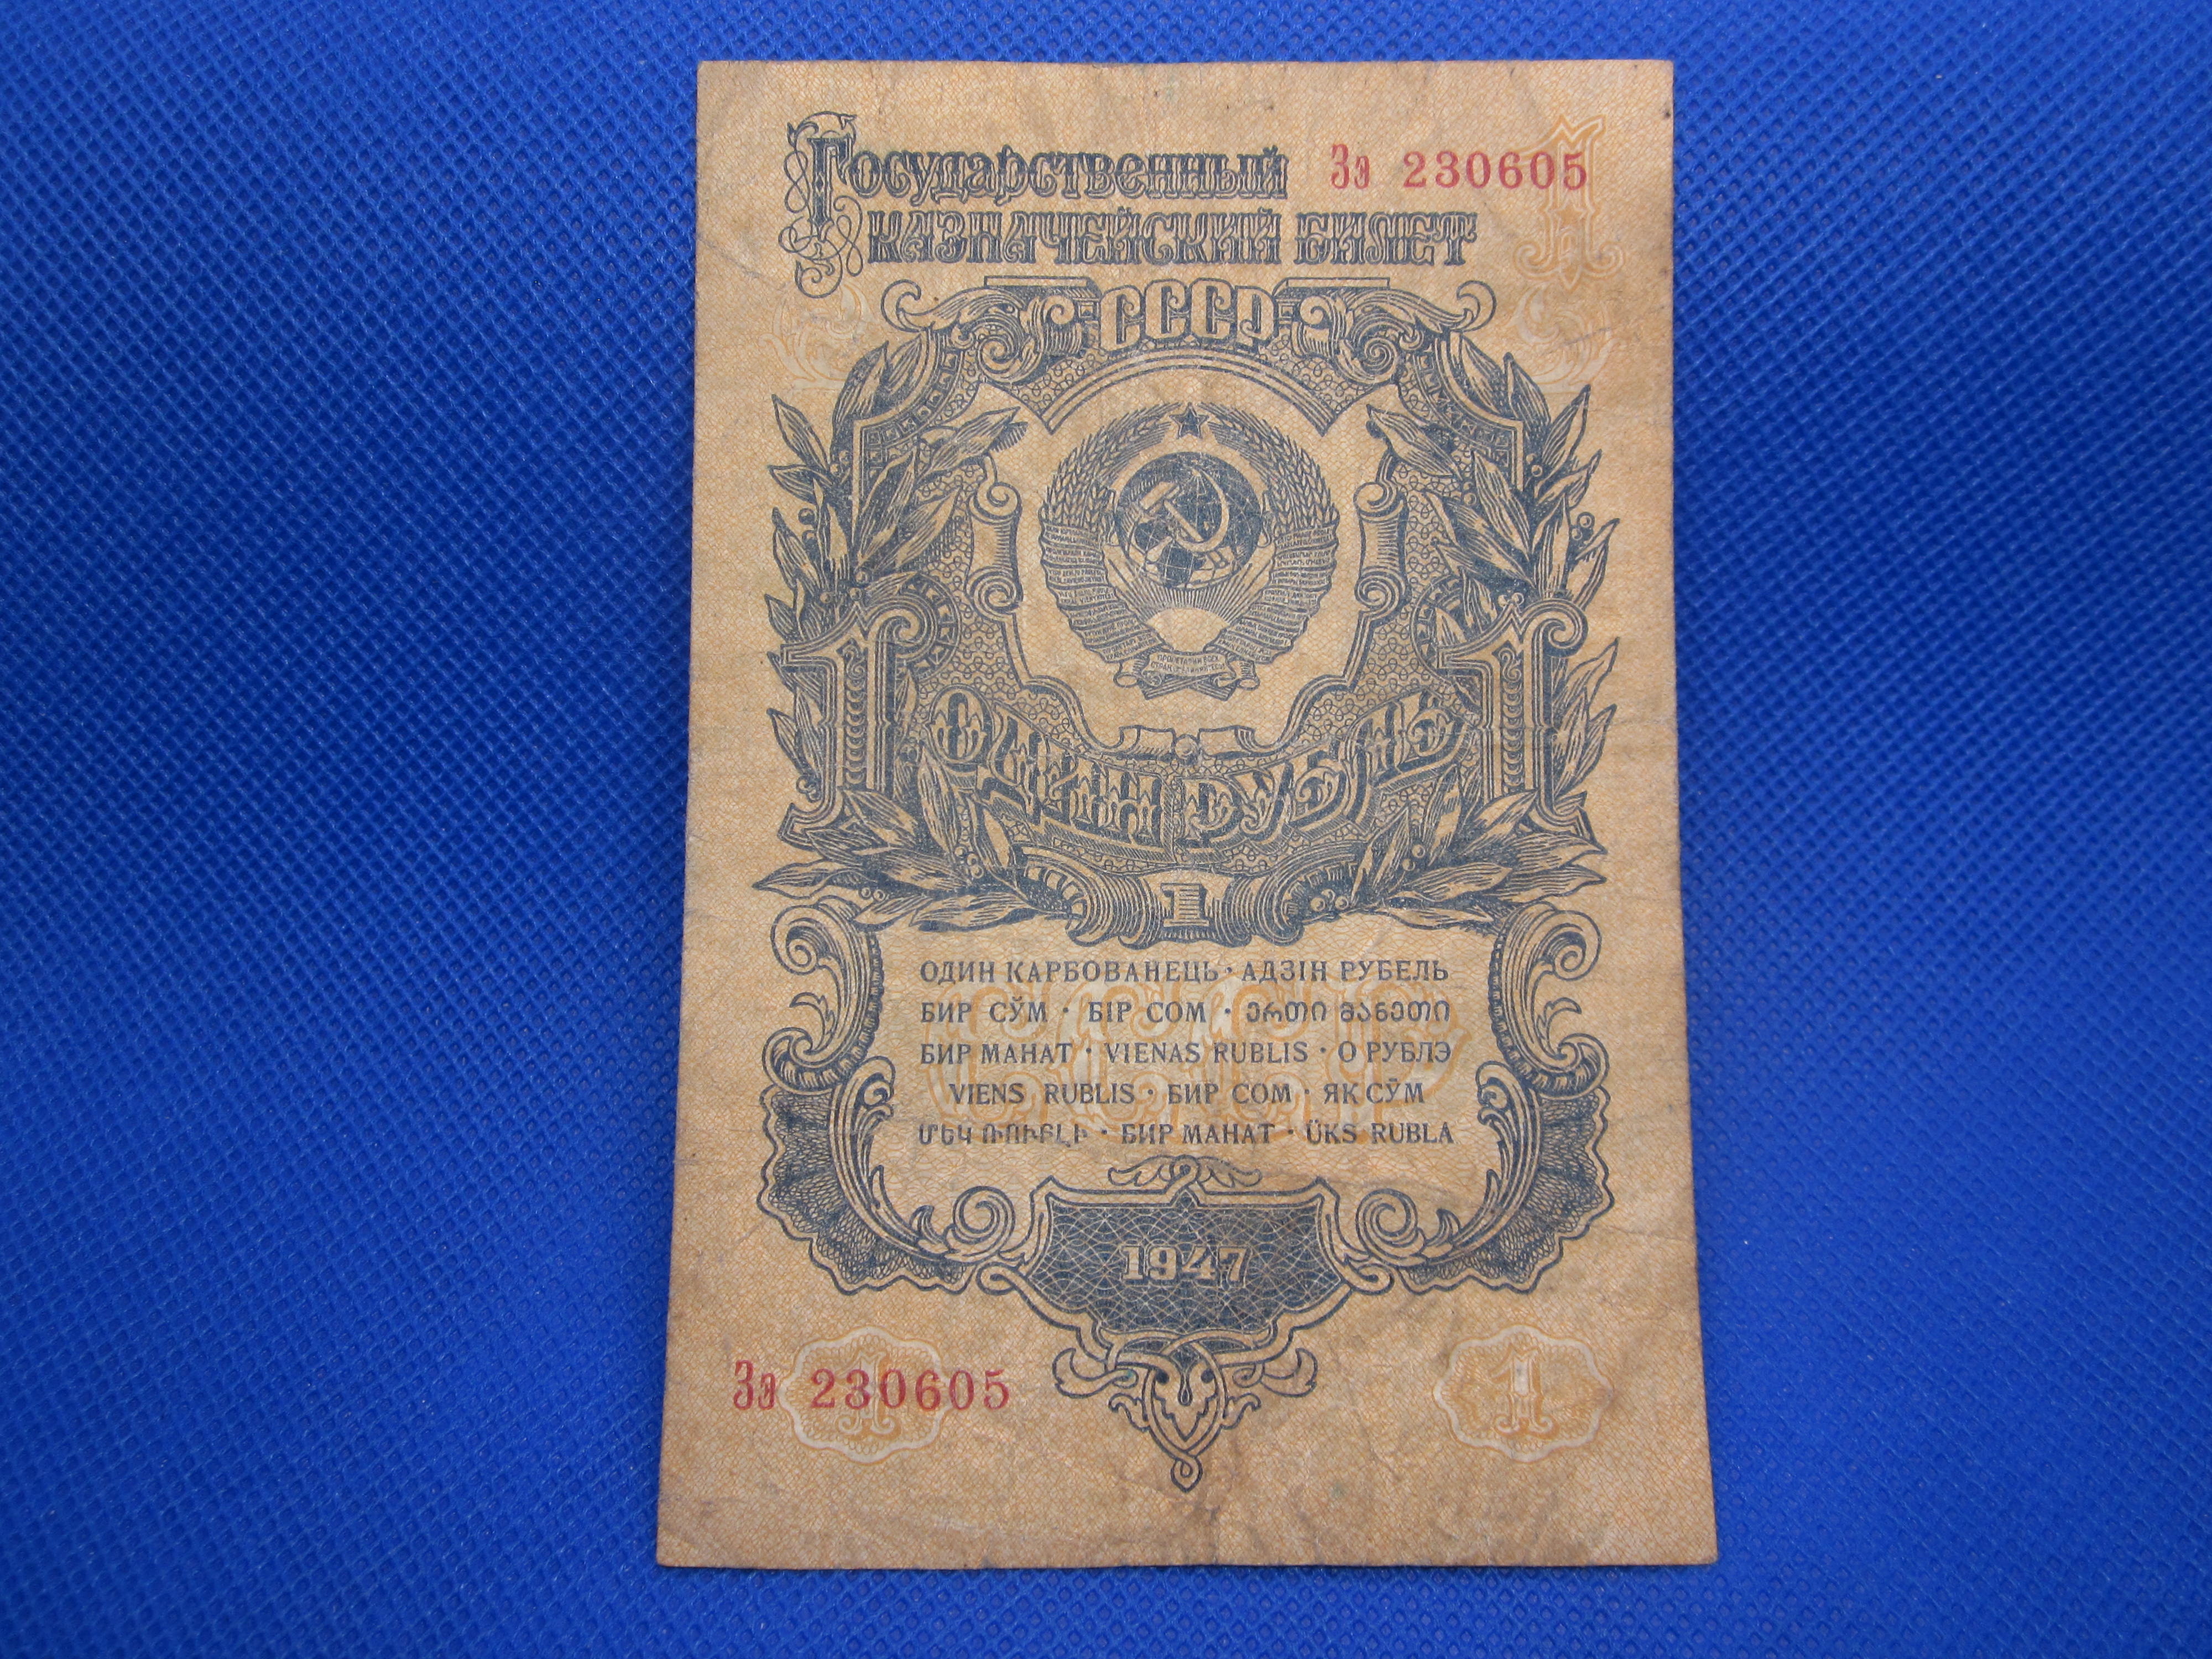 Государственный Зэ 230605
КАЗНАЧЕЙСКИЙ БИЛЕТ
СССР
1 1
ОДИН РУБЛЬ
1
ОДИН КАРБОВАНЕЦЬ · АДЗІН РУБЕЛЬ
БИР СЎМ · БІР СОМ · ერთი მანეთი
БИР МАНАТ · VIENAS RUBLIS · О РУБЛЭ
VIENS RUBLIS · БИР СОМ · ЯК СӮМ
ՄԵԿ ՌՈՒԲԼԻ · БИР МАНАТ · ÜKS RUBLA
СССР
1947
Зэ 230605
1 1